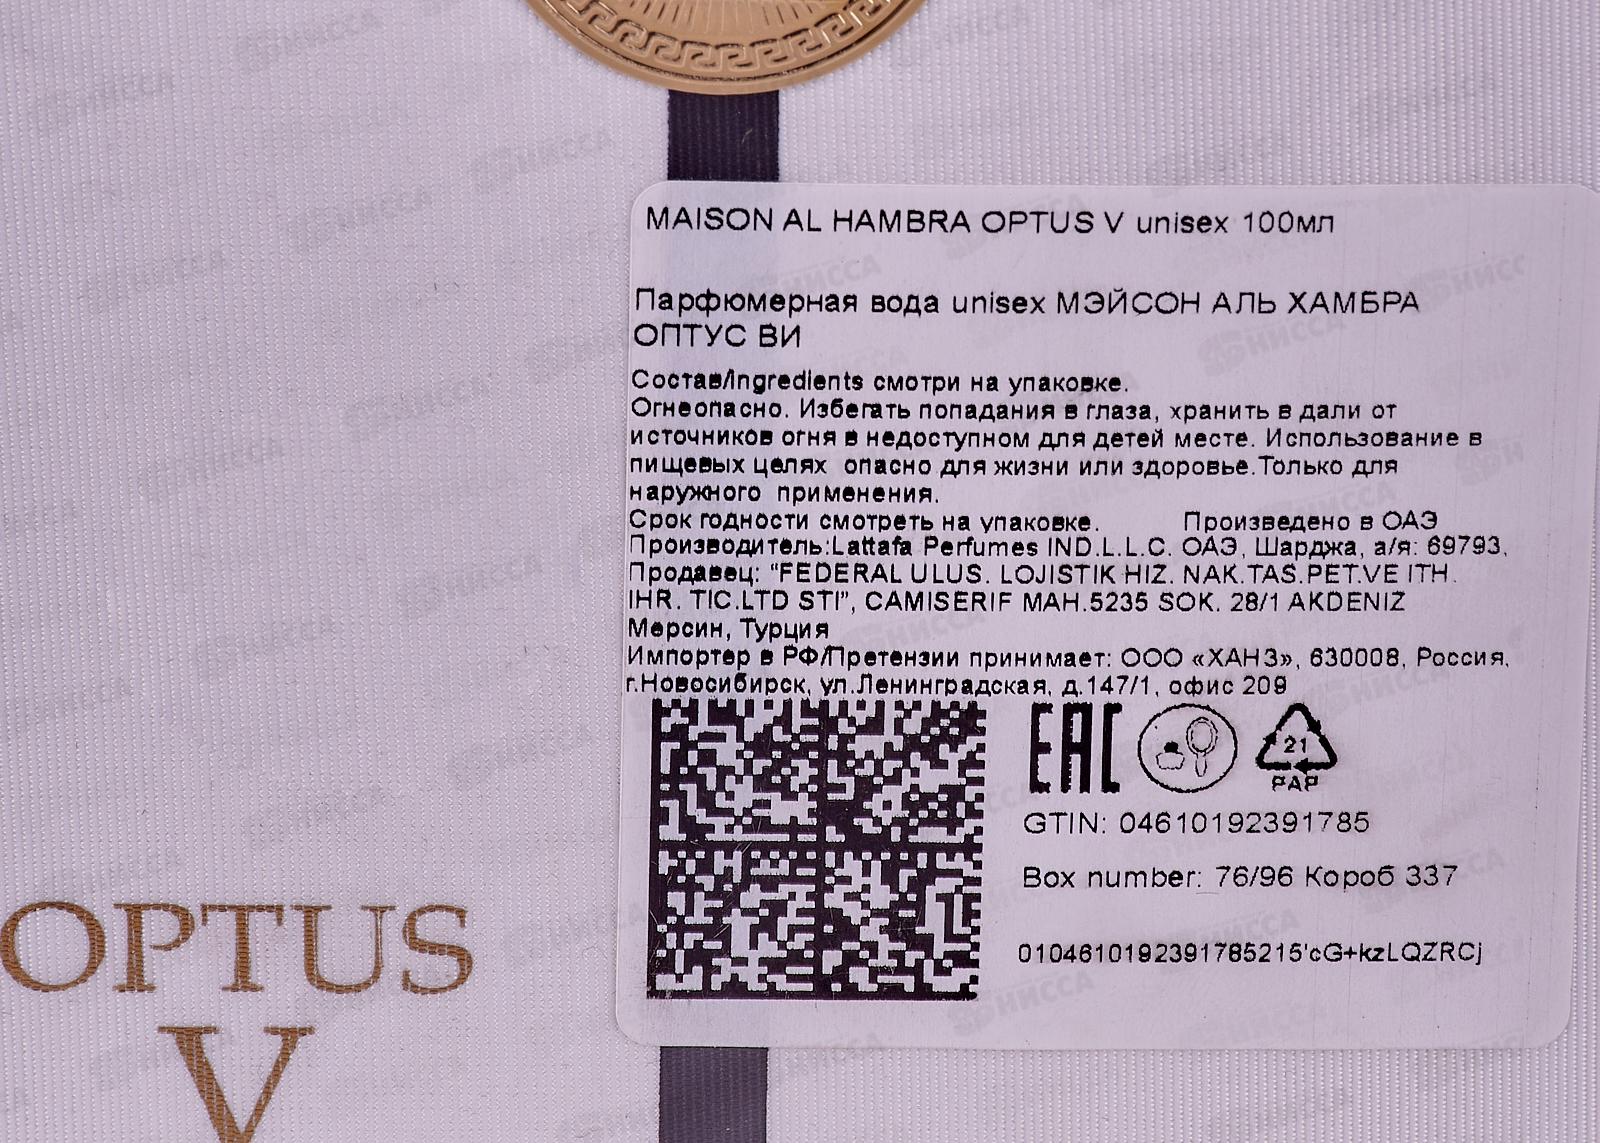 MAISON AL HAMBRA OPTUS V unisex 100мл
Парфюмерная вода unisex МЭЙСОН АЛЬ ХАМБРА
ОПТУС ВИ
Состав/Ingredients смотри на упаковке.
Огнеопасно. Избегать попадания в глаза, хранить в дали от
источников огня в недоступном для детей месте. Использование в
пищевых целях опасно для жизни или здоровье.Только для
наружного применения.
Срок годности смотреть на упаковке. Произведено в ОАЭ
Производитель:Lattafa Perfumes IND.L.L.C. ОАЭ, Шарджа, а/я: 69793,
Продавец: "FEDERAL ULUS. LOJISTIK HIZ. NAK.TAS.PET.VE ITH.
IHR. TIC.LTD STI", CAMISERIF MAH.5235 SOK. 28/1 AKDENIZ
Мерсин, Турция
Импортер в РФ/Претензии принимает: ООО «ХАНЗ», 630008, Россия,
г.Новосибирск, ул.Ленинградская, д.147/1, офис 209
EAC
21
PAP
GTIN: 04610192391785
Box number: 76/96 Короб 337
0104610192391785215'cG+kzLQZRCj
OPTUS
V
НИССА